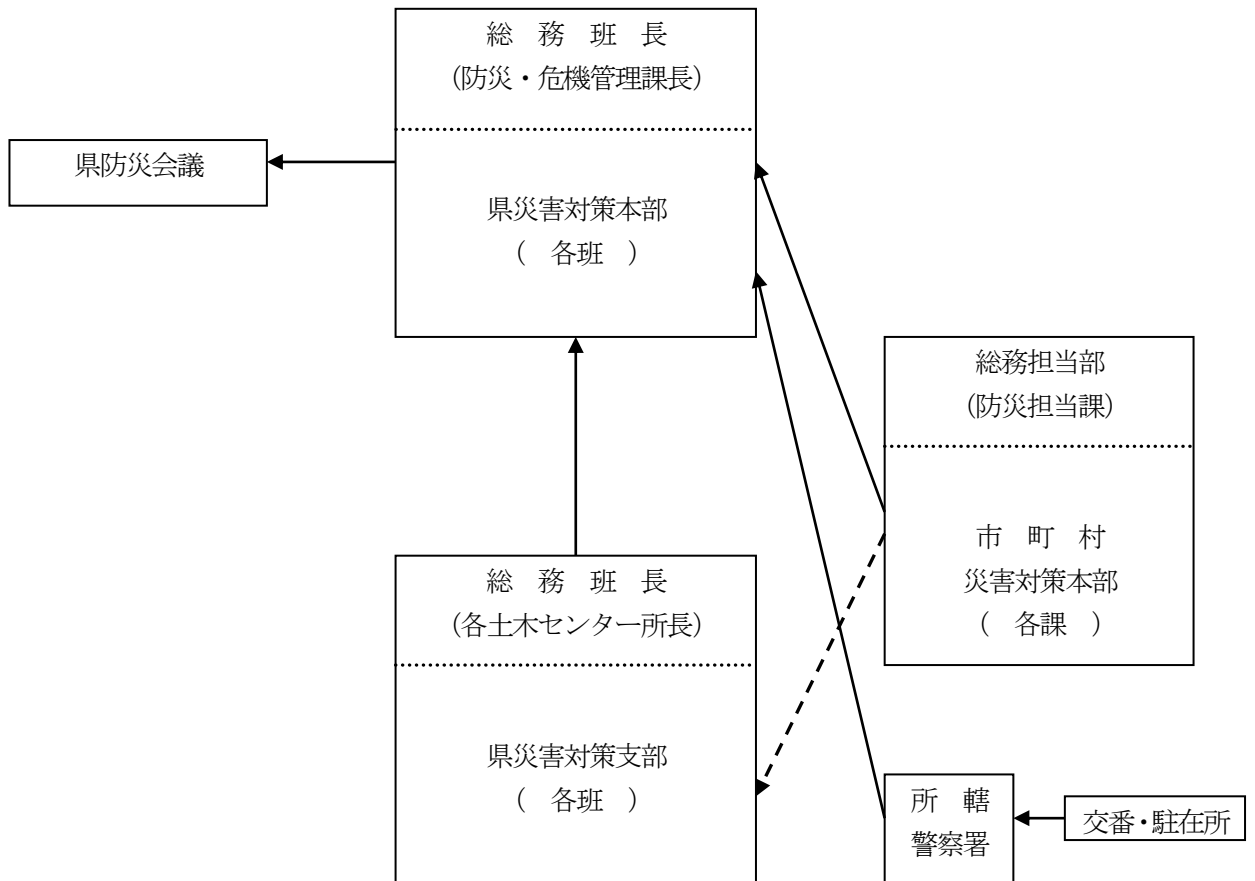 総　務　班　長
(防災・危機管理課長)
県防災会議
県災害対策本部
（　各班　）
総務担当部
(防災担当課)
市　町　村
災害対策本部
（　各課　）
総　務　班　長
(各土木センター所長)
県災害対策支部
（　各班　）
所　轄
警察署
交番・駐在所